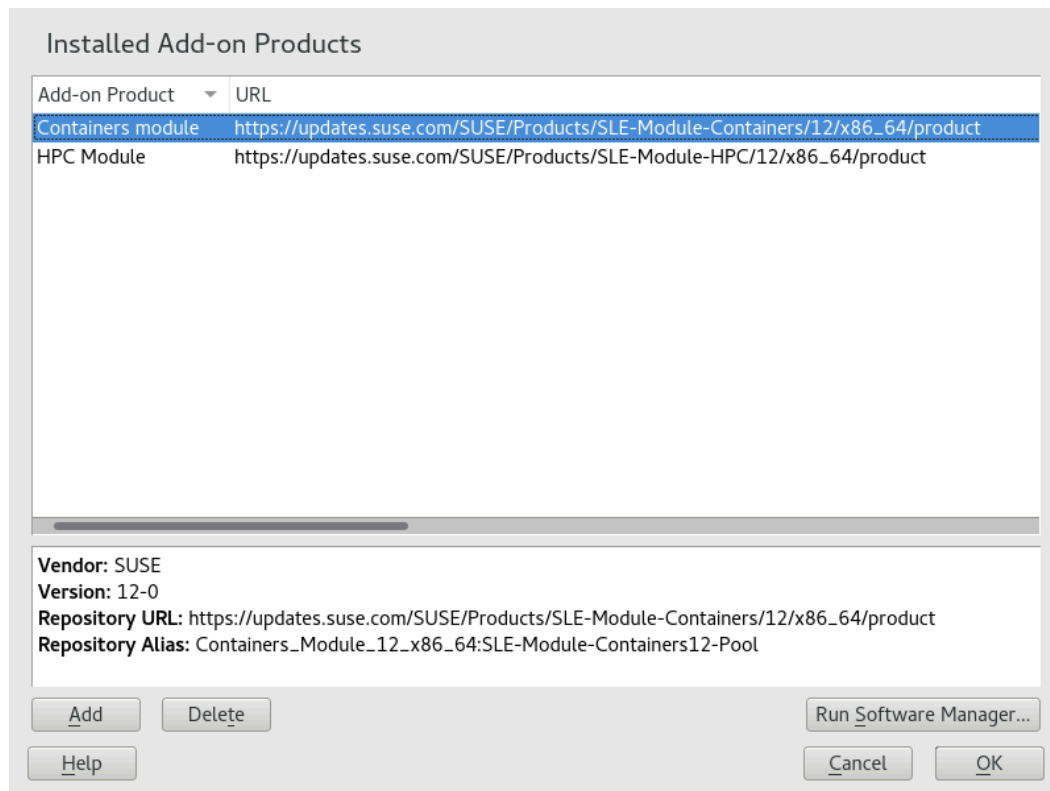 Installed Add-on Products
Add-on Product URL
Containers module https://updates.suse.com/SUSE/Products/SLE-Module-Containers/12/x86_64/product
HPC Module https://updates.suse.com/SUSE/Products/SLE-Module-HPC/12/x86_64/product
Vendor: SUSE
Version: 12-0
Repository URL: https://updates.suse.com/SUSE/Products/SLE-Module-Containers/12/x86_64/product
Repository Alias: Containers_Module_12_x86_64:SLE-Module-Containers12-Pool
Add Delete Run Software Manager...
Help Cancel OK